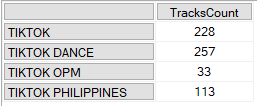 TracksCount
TIKTOK 228
TIKTOK DANCE 257
TIKTOK OPM 33
TIKTOK PHILIPPINES 113